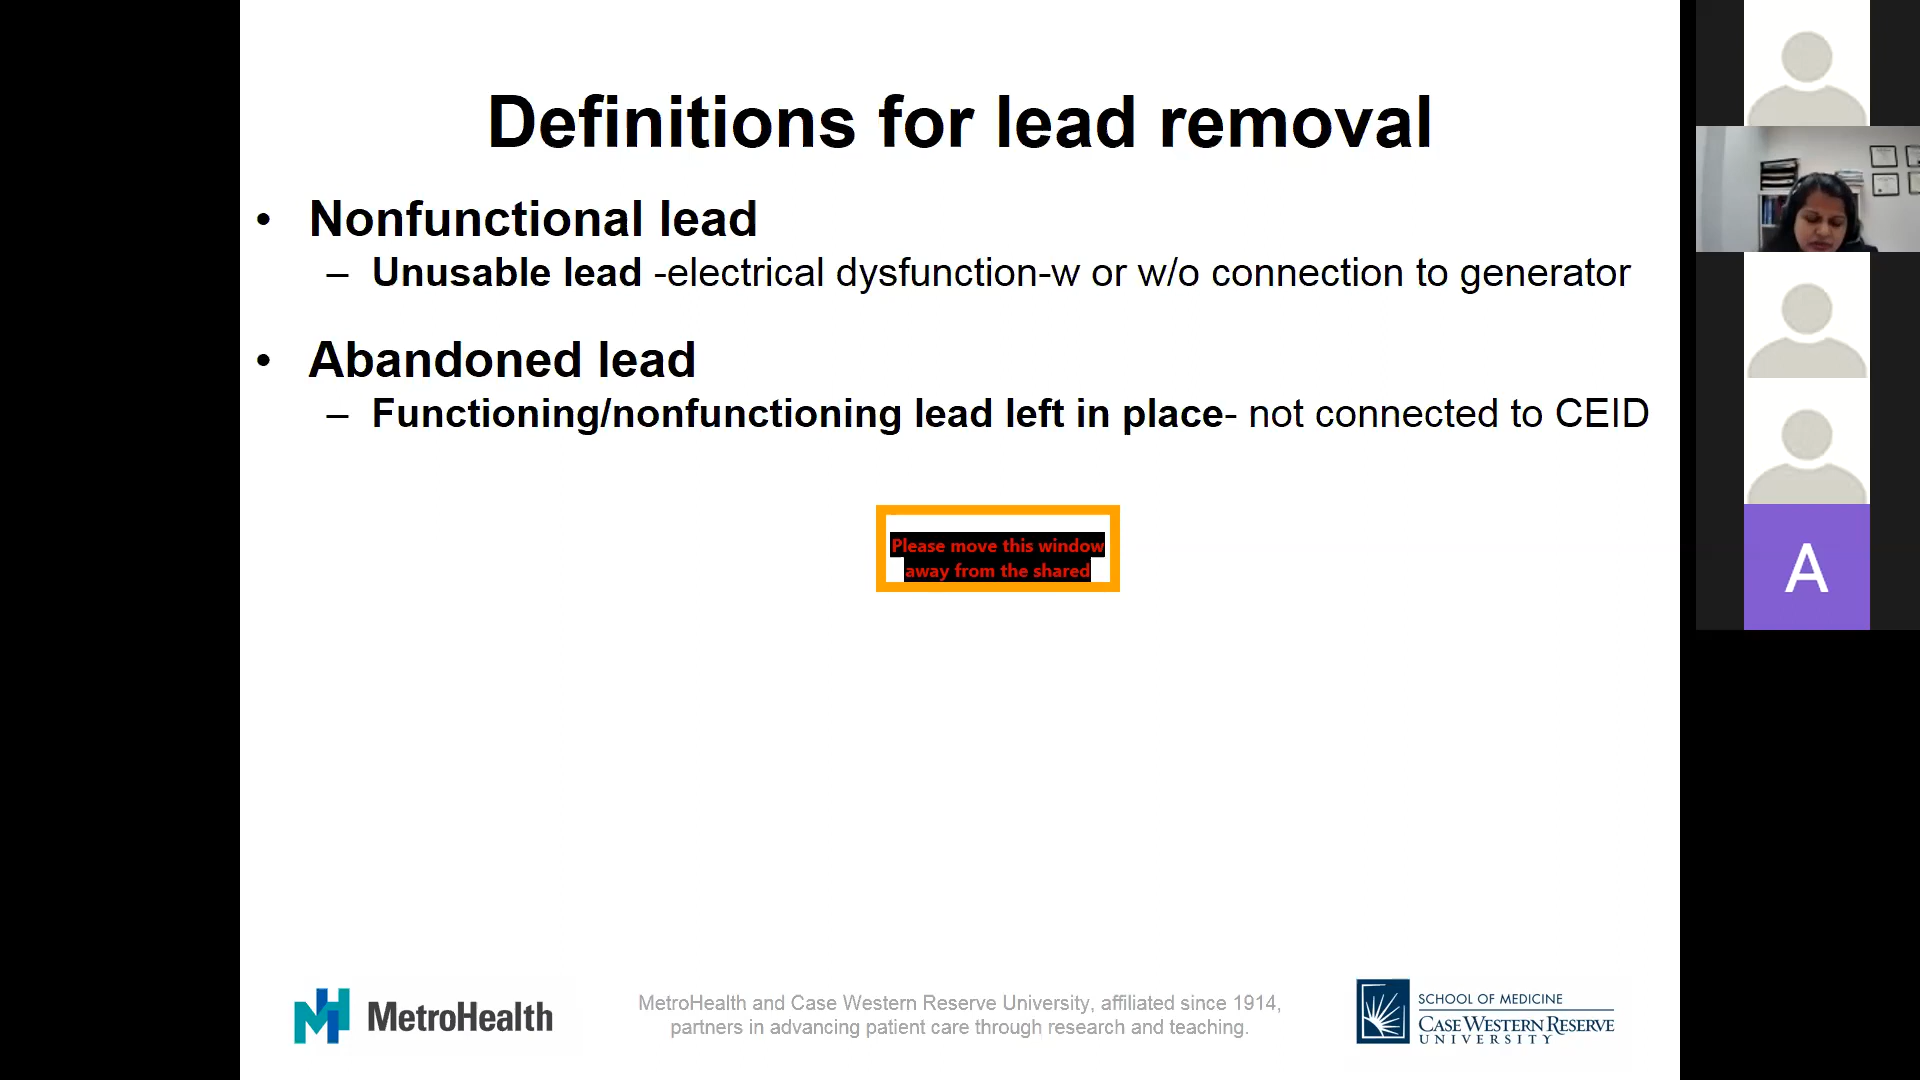 Definitions for lead removal
• Nonfunctional lead
– Unusable lead -electrical dysfunction-w or w/o connection to generator
• Abandoned lead
– Functioning/nonfunctioning lead left in place- not connected to CEID
Please move this window
away from the shared
MetroHealth
MetroHealth and Case Western Reserve University, affiliated since 1914,
partners in advancing patient care through research and teaching.
SCHOOL OF MEDICINE
CASE WESTERN RESERVE
UNIVERSITY
A